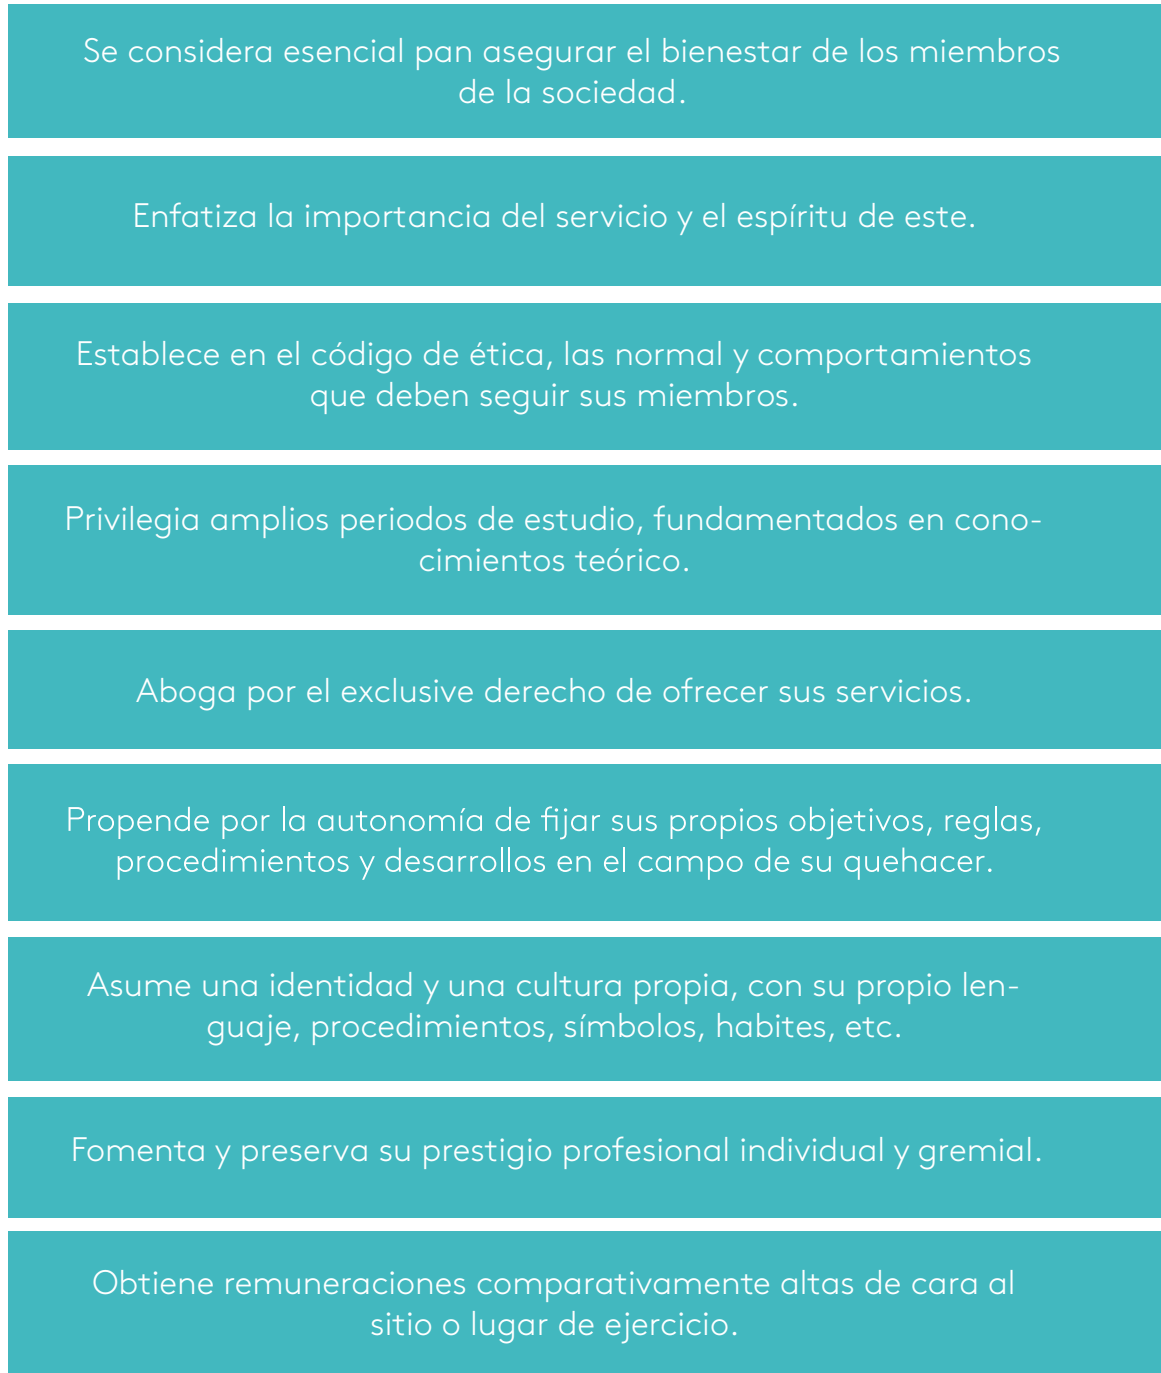 Se considera esencial pan asegurar el bienestar de los miembros
de la sociedad.
Enfatiza la importancia del servicio y el espíritu de este.
Establece en el código de ética, las normal y comportamientos
que deben seguir sus miembros.
Privilegia amplios periodos de estudio, fundamentados en cono-
cimientos teórico.
Aboga por el exclusive derecho de ofrecer sus servicios.
Propende por la autonomía de fijar sus propios objetivos, reglas,
procedimientos y desarrollos en el campo de su quehacer.
Asume una identidad y una cultura propia, con su propio len-
guaje, procedimientos, símbolos, habites, etc.
Fomenta y preserva su prestigio profesional individual y gremial.
Obtiene remuneraciones comparativamente altas de cara al
sitio o lugar de ejercicio.